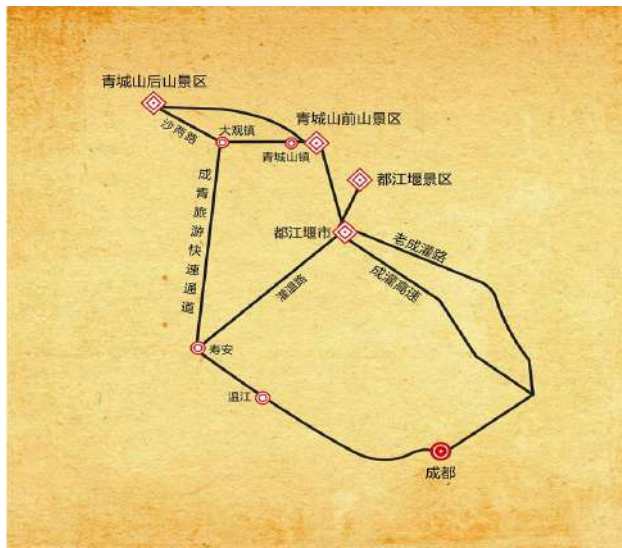 青城山后山景区
沙两路
大观镇
青城山前山景区
青城山镇
都江堰景区
成青旅游快速通道
都江堰市
老成灌路
成灌高速
灌温路
寿安
温江
成都